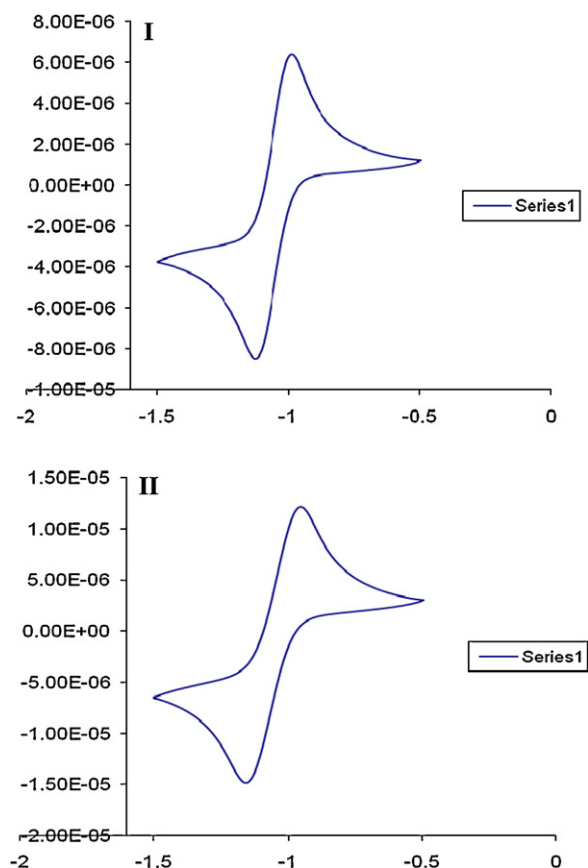 I
8.00E-06
6.00E-06
4.00E-06
2.00E-06
0.00E+00
-2.00E-06
-4.00E-06
-6.00E-06
-8.00E-06
-1.00E-05
Series1
-2
-1.5
-1
-0.5
0
II
1.50E-05
1.00E-05
5.00E-06
0.00E+00
-5.00E-06
-1.00E-05
-1.50E-05
-2.00E-05
Series1
-2
-1.5
-1
-0.5
0